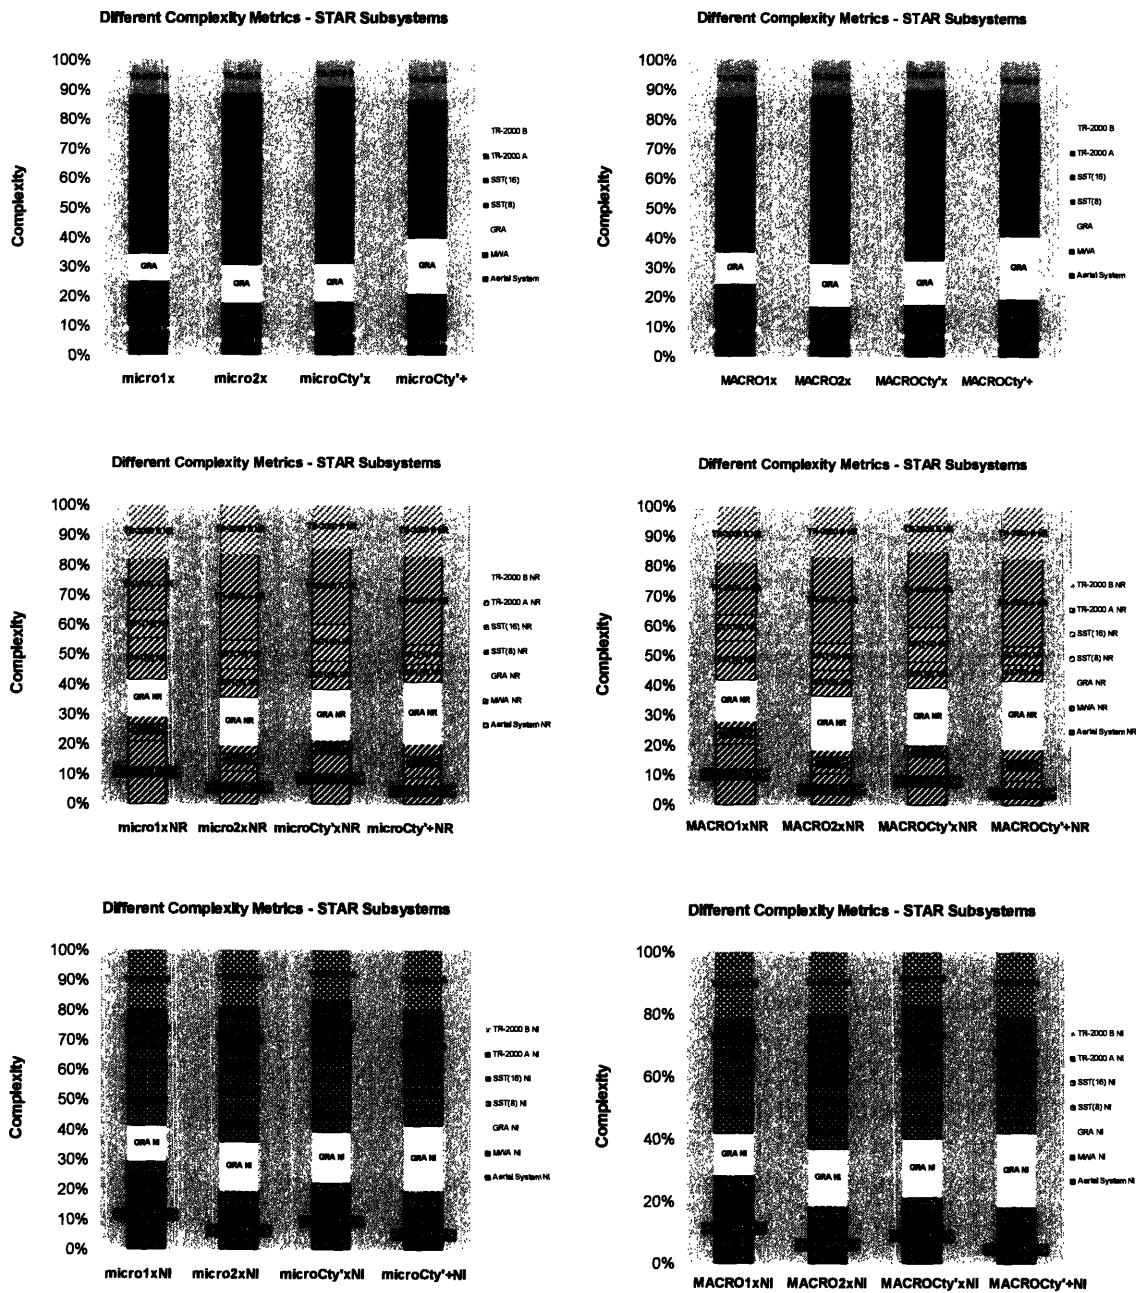 Different Complexity Metrics - STAR Subsystems
100%
90%
80%
70%
60%
50%
40%
30%
20%
10%
0%
Complexity
GRA
GRA
GRA
GRA
micro1x
micro2x
microCty'x
microCty'+
TR-2000 B
TR-2000 A
SST(16)
SST(8)
GRA
MWA
Aerial System
Different Complexity Metrics - STAR Subsystems
100%
90%
80%
70%
60%
50%
40%
30%
20%
10%
0%
Complexity
GRA
GRA
GRA
GRA
MACRO1x
MACRO2x
MACROCty'x
MACROCty'+
TR-2000 B
TR-2000 A
SST(16)
SST(8)
GRA
MWA
Aerial System
Different Complexity Metrics - STAR Subsystems
100%
90%
80%
70%
60%
50%
40%
30%
20%
10%
0%
Complexity
GRA NR
GRA NR
GRA NR
GRA NR
micro1xNR
micro2xNR
microCty'xNR
microCty'+NR
TR-2000 B NR
TR-2000 A NR
SST(16) NR
SST(8) NR
GRA NR
MWA NR
Aerial System NR
Different Complexity Metrics - STAR Subsystems
100%
90%
80%
70%
60%
50%
40%
30%
20%
10%
0%
Complexity
GRA NR
GRA NR
GRA NR
GRA NR
MACRO1xNR
MACRO2xNR
MACROCty'xNR
MACROCty'+NR
TR-2000 B NR
TR-2000 A NR
SST(16) NR
SST(8) NR
GRA NR
MWA NR
Aerial System NR
Different Complexity Metrics - STAR Subsystems
100%
90%
80%
70%
60%
50%
40%
30%
20%
10%
0%
Complexity
GRA NI
GRA NI
GRA NI
GRA NI
micro1xNI
micro2xNI
microCty'xNI
microCty'+NI
TR-2000 B NI
TR-2000 A NI
SST(16) NI
SST(8) NI
GRA NI
MWA NI
Aerial System NI
Different Complexity Metrics - STAR Subsystems
100%
80%
60%
40%
20%
0%
Complexity
GRA NI
GRA NI
GRA NI
GRA NI
MACRO1xNI
MACRO2xNI
MACROCty'xNI
MACROCty'+NI
TR-2000 B NI
TR-2000 A NI
SST(16) NI
SST(8) NI
GRA NI
MWA NI
Aerial System NI